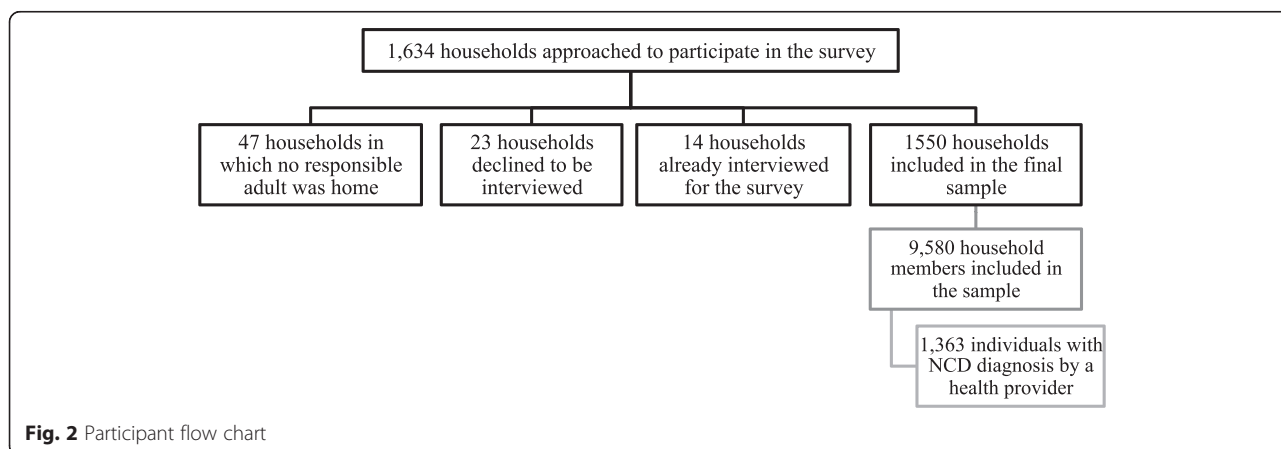 1,634 households approached to participate in the survey
47 households in
which no responsible
adult was home
23 households
declined to be
interviewed
14 households
already interviewed
for the survey
1550 households
included in the final
sample
9,580 household
members included in
the sample
1,363 individuals with
NCD diagnosis by a
health provider
Fig. 2 Participant flow chart